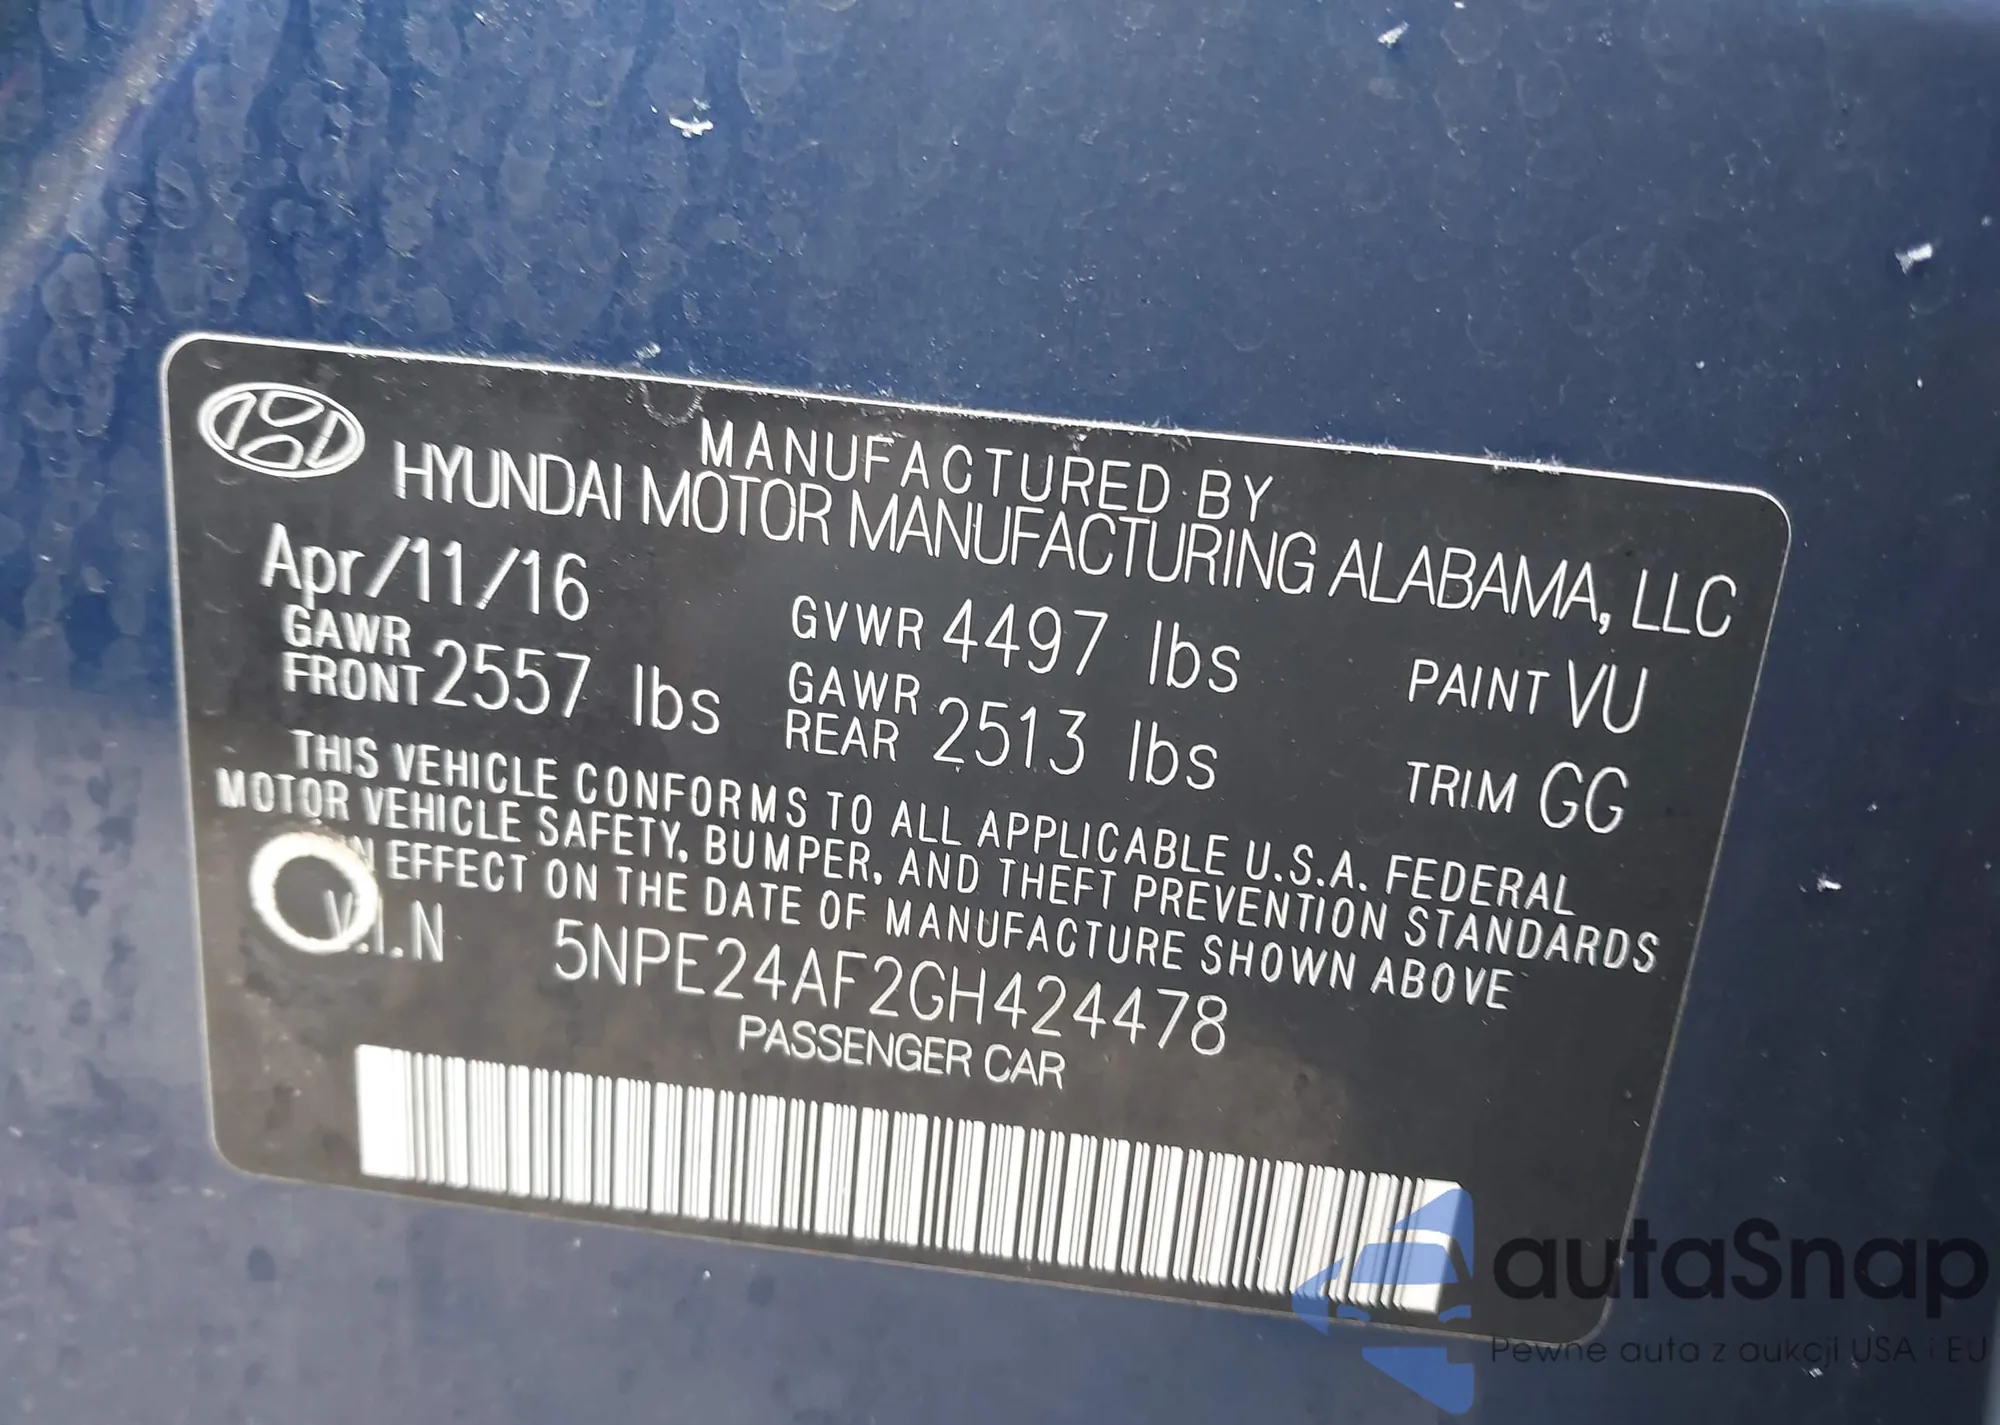 MANUFACTURED BY
HYUNDAI MOTOR MANUFACTURING ALABAMA, LLC
Apr/11/16 GVWR 4497 lbs PAINT VU
GAWR FRONT 2557 lbs GAWR REAR 2513 lbs TRIM GG
THIS VEHICLE CONFORMS TO ALL APPLICABLE U.S.A. FEDERAL
MOTOR VEHICLE SAFETY, BUMPER, AND THEFT PREVENTION STANDARDS
IN EFFECT ON THE DATE OF MANUFACTURE SHOWN ABOVE
V.I.N 5NPE24AF2GH424478
PASSENGER CAR
autaSnap
Pewne auta z aukcji USA i EU